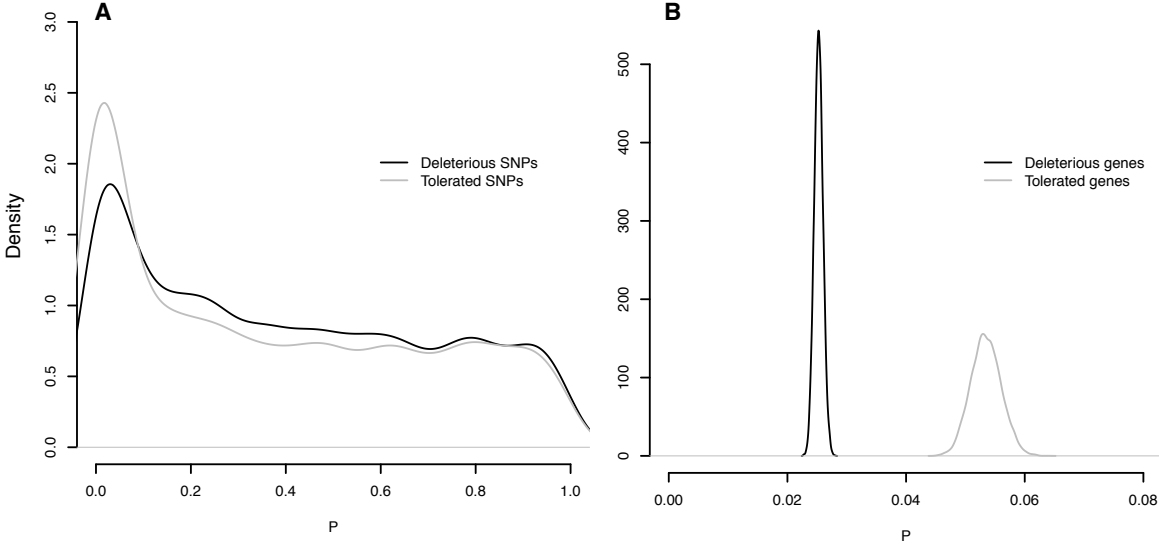 A
Density
3.0
2.5
2.0
1.5
1.0
0.5
0.0
Deleterious SNPs
Tolerated SNPs
0.0 0.2 0.4 0.6 0.8 1.0
P
B
500
400
300
200
100
0
Deleterious genes
Tolerated genes
0.00 0.02 0.04 0.06 0.08
P